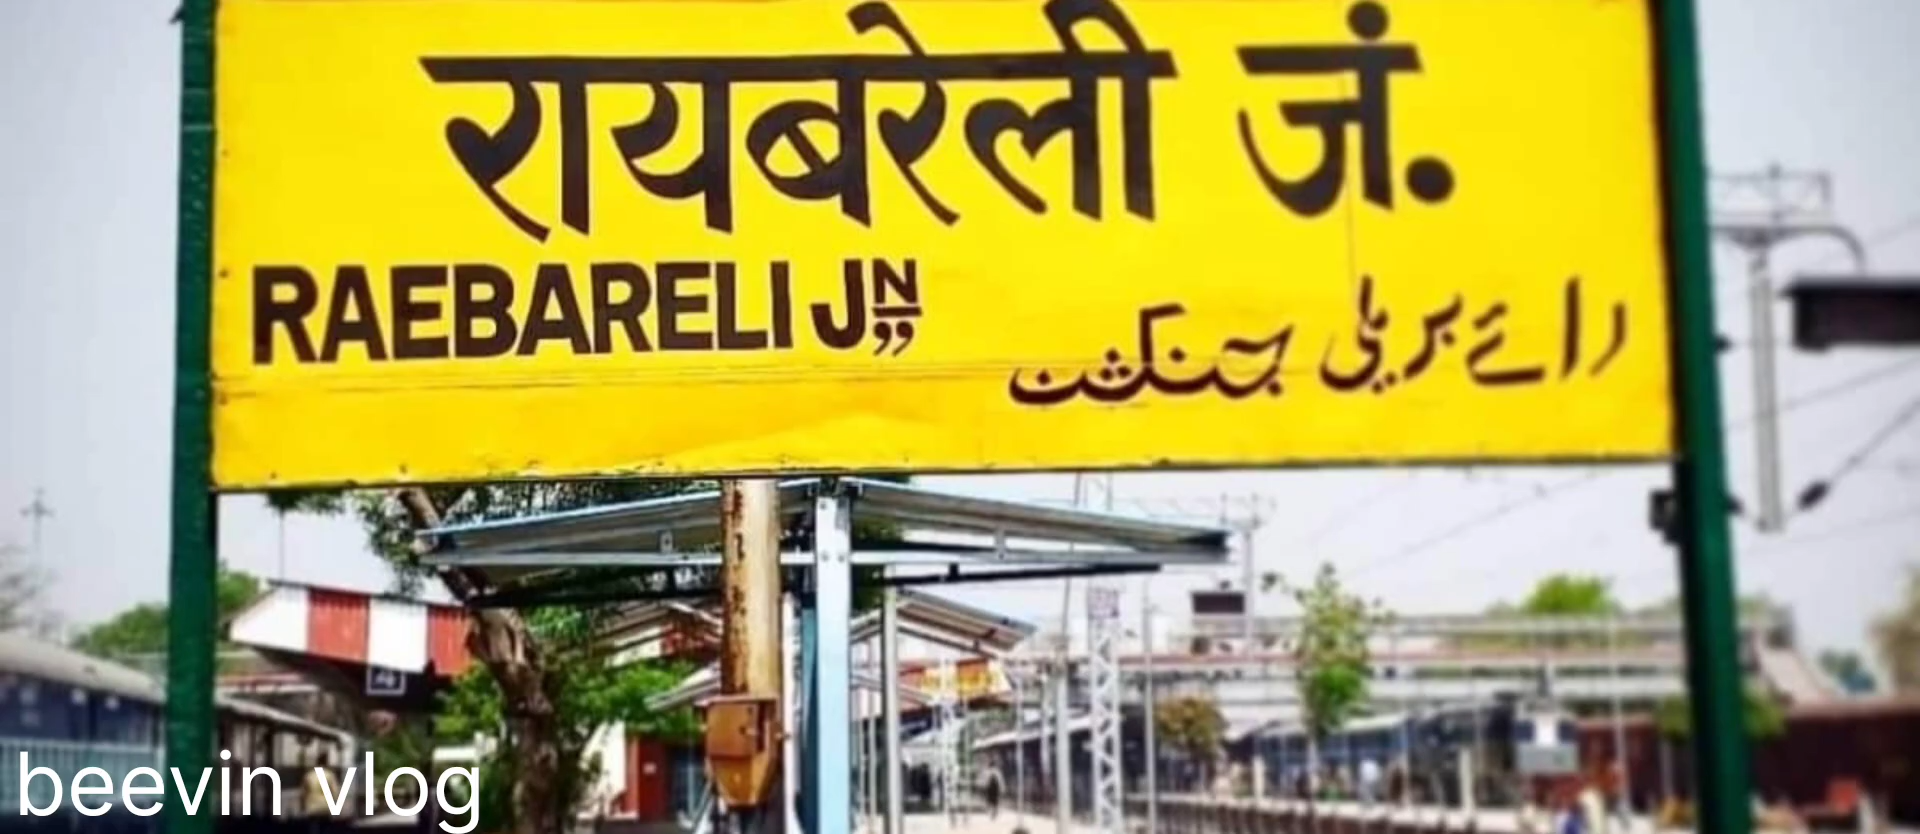 रायबरेली जं.
RAEBARELI JN
رائے بریلی جنکشن
beevin vlog